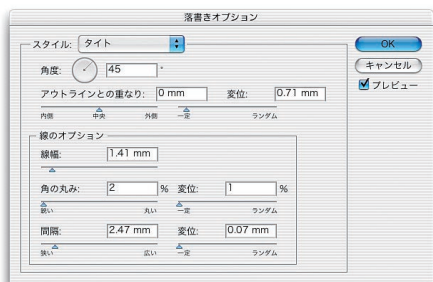 落書きオプション
スタイル: タイト
OK
角度: 45 °
キャンセル
プレビュー
アウトラインとの重なり: 0 mm 変位: 0.71 mm
内側 中央 外側 一定 ランダム
線のオプション
線幅: 1.41 mm
角の丸み: 2 % 変位: 1 %
鋭い 丸い 一定 ランダム
間隔: 2.47 mm 変位: 0.07 mm
狭い 広い 一定 ランダム